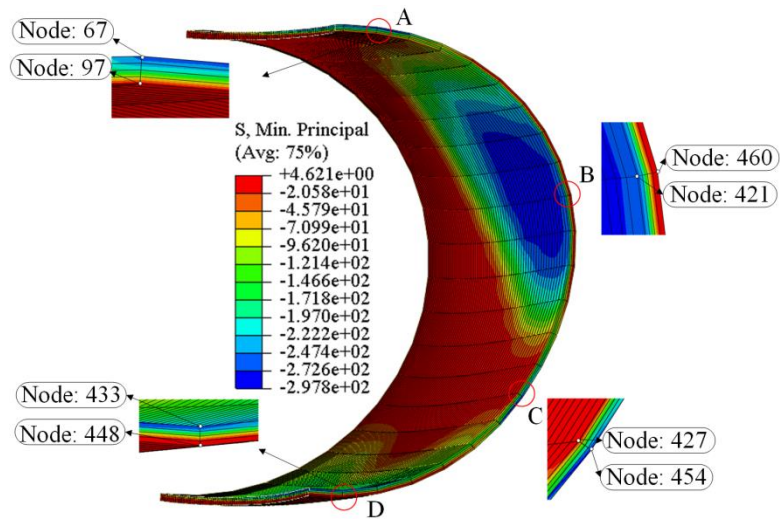 A
Node: 67
Node: 97
S, Min. Principal
(Avg: 75%)
+4.621e+00
-2.058e+01
-4.579e+01
-7.099e+01
-9.620e+01
-1.214e+02
-1.466e+02
-1.718e+02
-1.970e+02
-2.222e+02
-2.474e+02
-2.726e+02
-2.978e+02
B
Node: 460
Node: 421
Node: 433
Node: 448
C
Node: 427
Node: 454
D